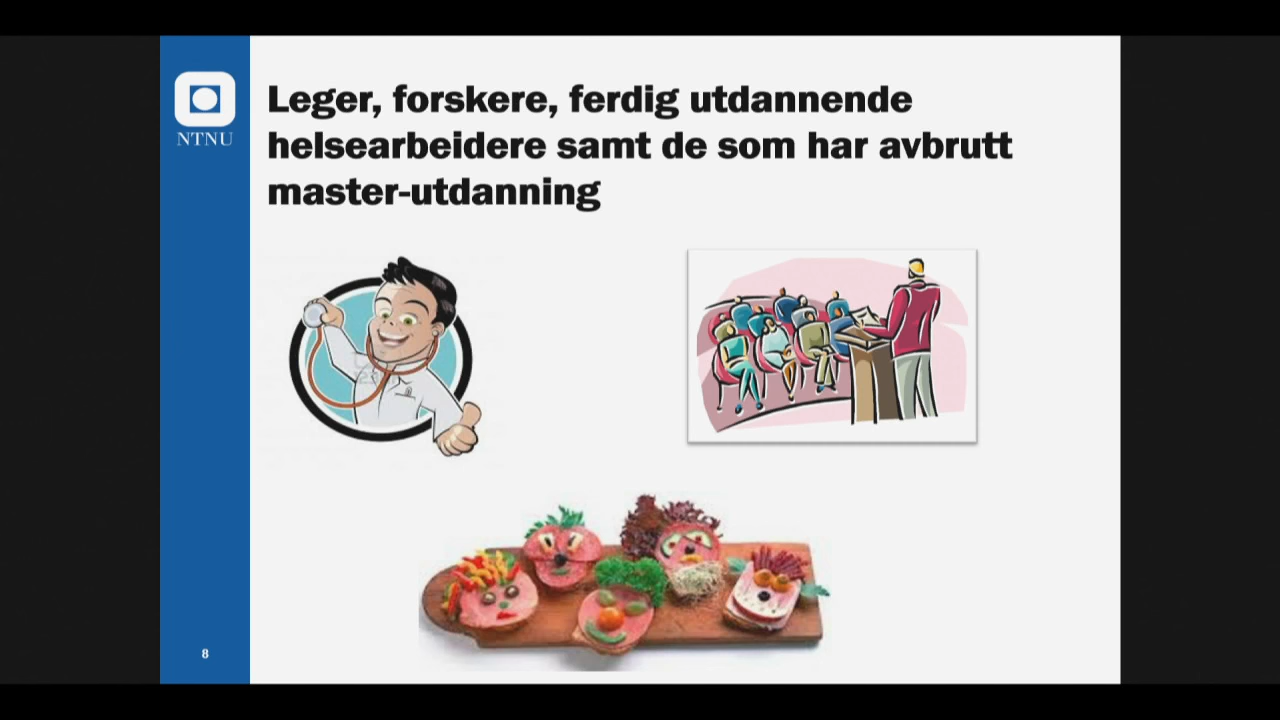 Leger, forskere, ferdig utdannende
helsearbeidere samt de som har avbrutt
master-utdanning
NTNU
8